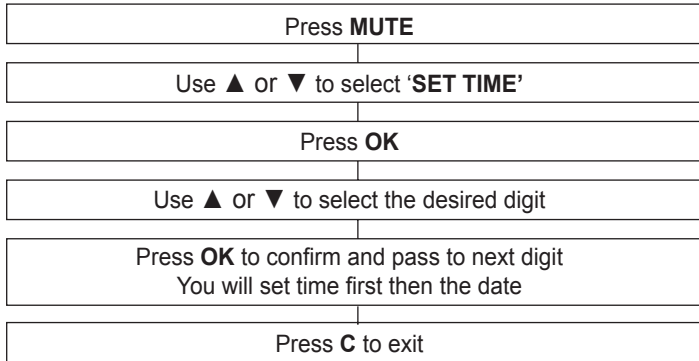 Press MUTE
Use ▲ or ▼ to select ‘SET TIME’
Press OK
Use ▲ or ▼ to select the desired digit
Press OK to confirm and pass to next digit
You will set time first then the date
Press C to exit